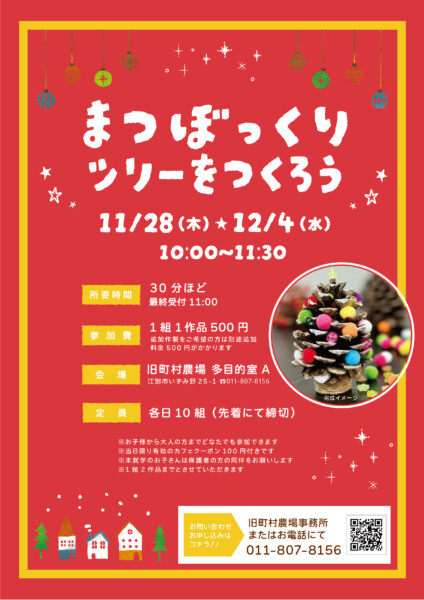 まつぼっくり
ツリーをつくろう
11/28(木)★12/4(水)
10:00〜11:30
所要時間
30分ほど
最終受付11:00
参加費
1組1作品500円
追加作製をご希望の方は別途追加
料金500円がかかります
会場
旧町村農場 多目的室A
江別市いずみ野25-1 ☎011-807-8156
定員
各日10組(先着にて締切)
完成イメージ
※お子様から大人の方までどなたでも参加できます
※当日限り有効のカフェクーポン100円付きです
※未就学のお子さんは保護者の方の同伴をお願いします
※1組2作品までとさせていただきます
お問い合わせ
お申し込みは
コチラ!!
旧町村農場事務所
またはお電話にて
011-807-8156